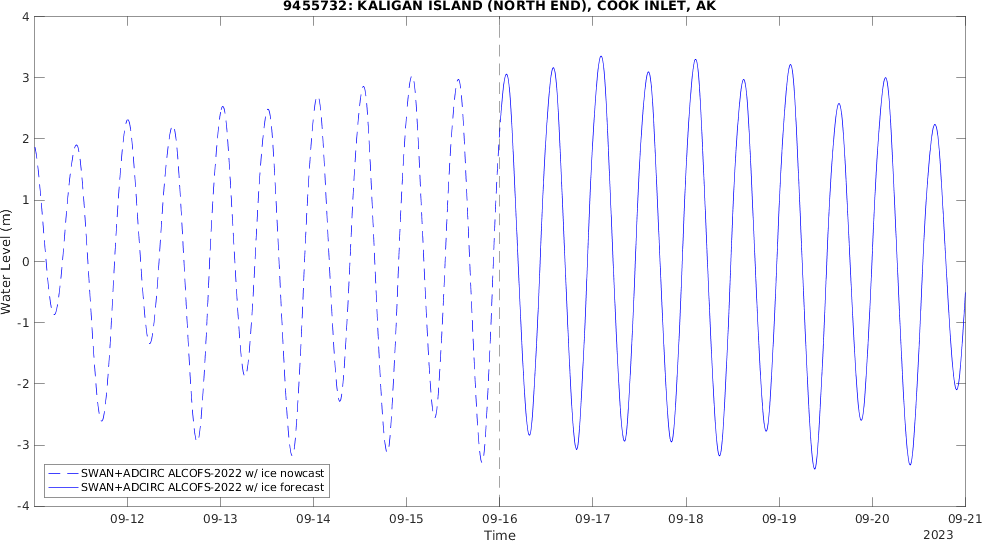 9455732: KALIGAN ISLAND (NORTH END), COOK INLET, AK
4
3
2
1
0
-1
-2
-3
-4
Water Level (m)
SWAN+ADCIRC ALCOFS-2022 w/ ice nowcast
SWAN+ADCIRC ALCOFS-2022 w/ ice forecast
09-12 09-13 09-14 09-15 09-16 09-17 09-18 09-19 09-20 09-21
Time
2023